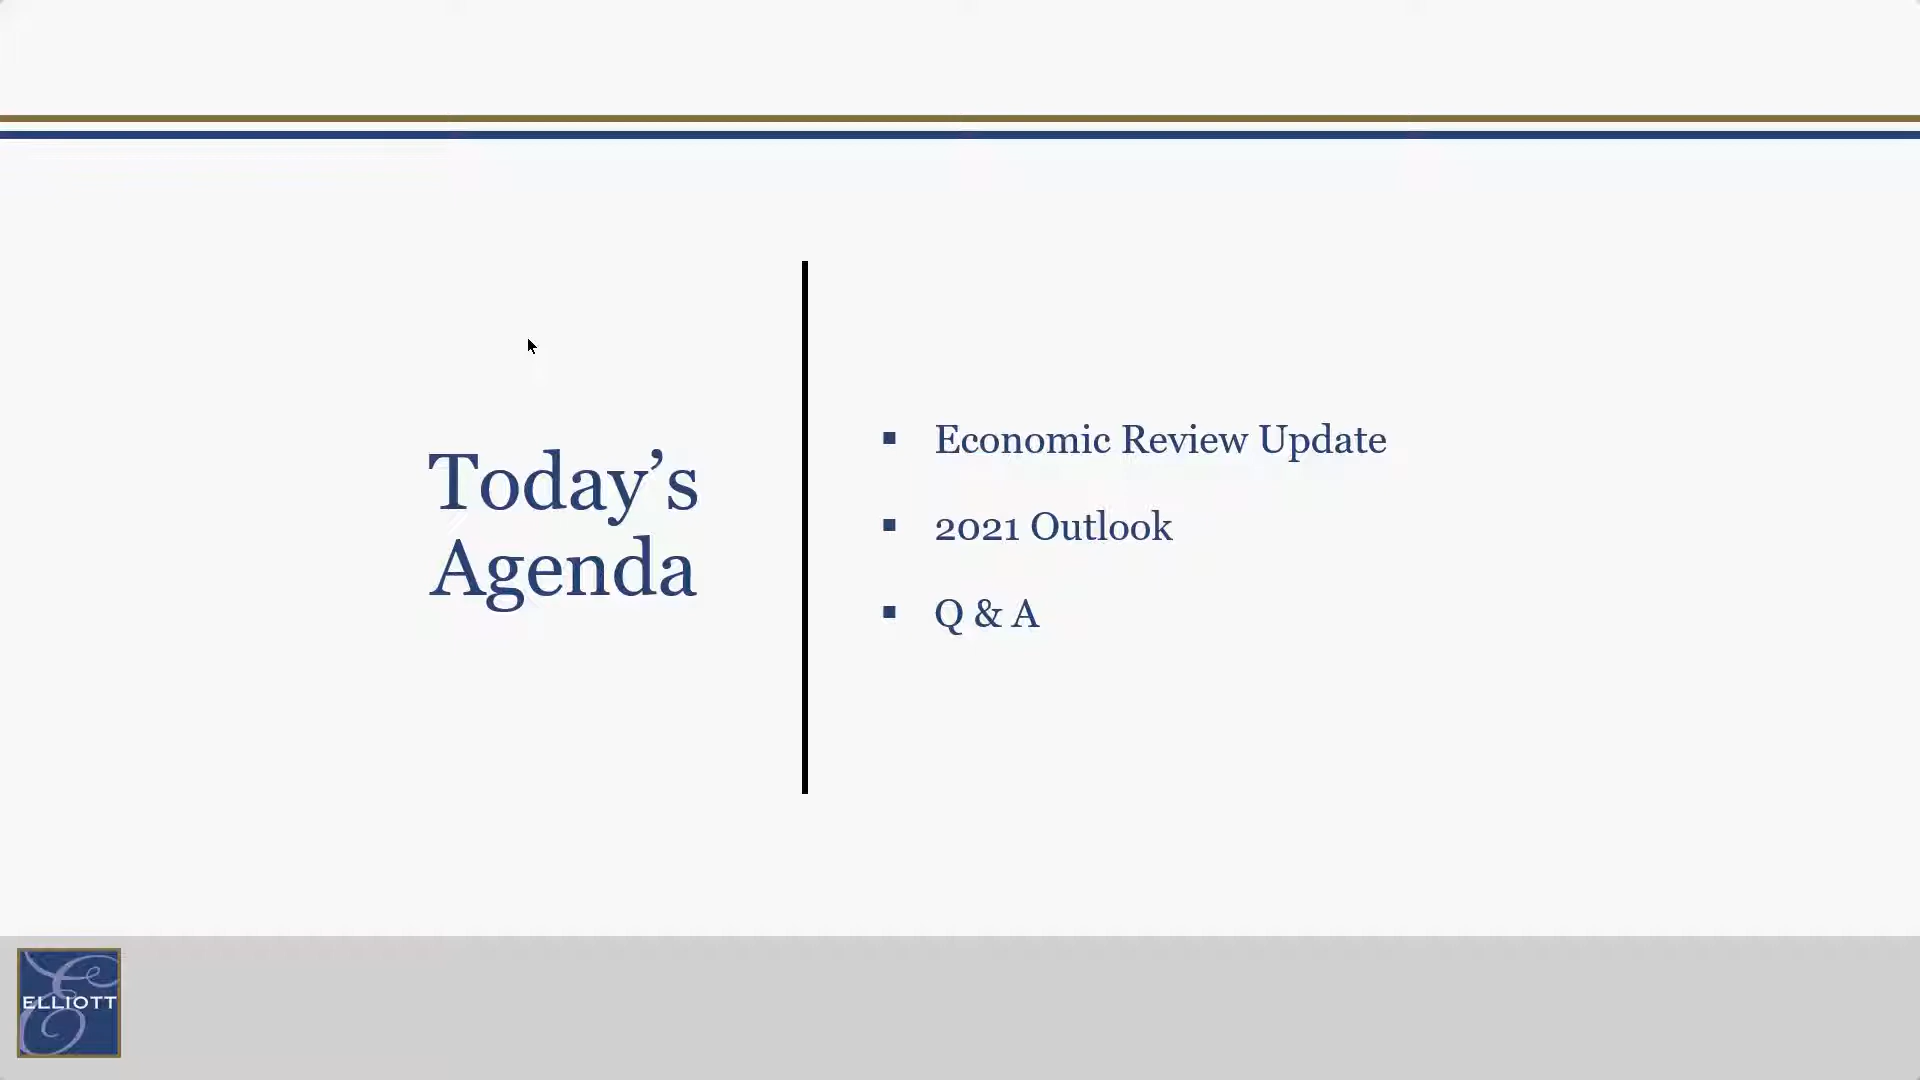 Today’s
Agenda
▪ Economic Review Update
▪ 2021 Outlook
▪ Q & A
ELLIOTT